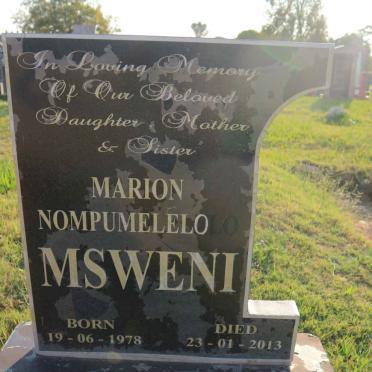 In Loving Memory
Of Our Beloved
Daughter, Mother
& Sister
MARION
NOMPUMELELO
MSWENI
BORN DIED
19 - 06 - 1978 23 - 01 - 2013